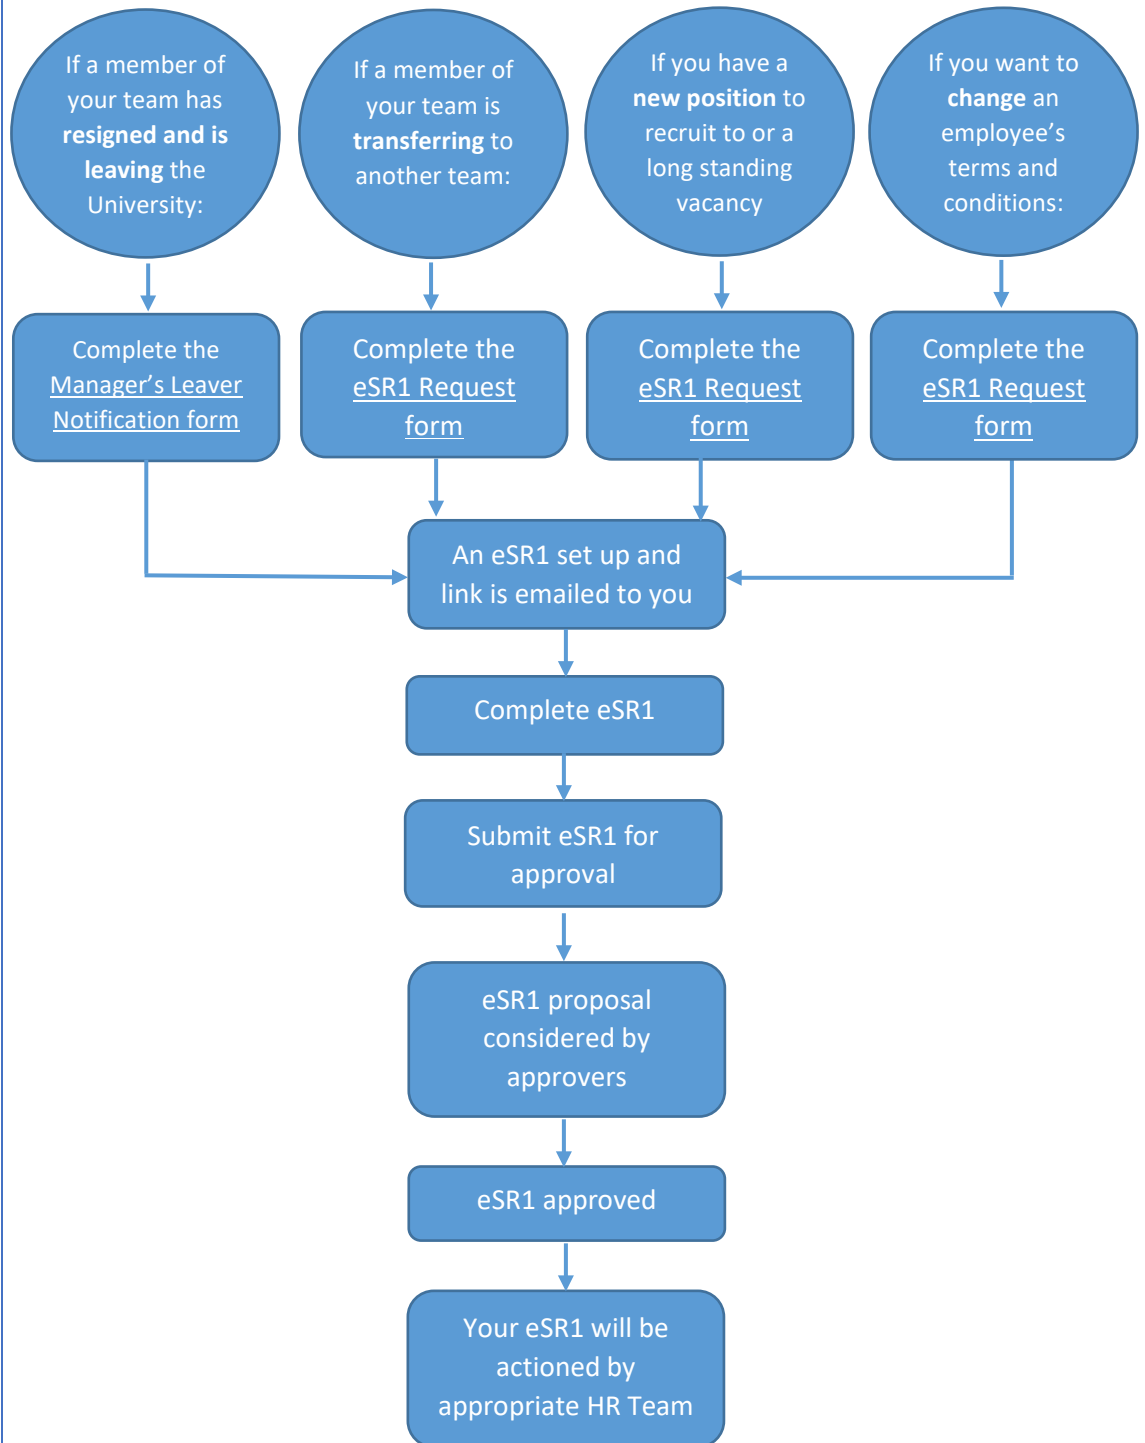 If a member of
your team has
resigned and is
leaving the
University:
If a member of
your team is
transferring to
another team:
If you have a
new position to
recruit to or a
long standing
vacancy
If you want to
change an
employee’s
terms and
conditions:
Complete the
Manager’s Leaver
Notification form
Complete the
eSR1 Request
form
Complete the
eSR1 Request
form
Complete the
eSR1 Request
form
An eSR1 set up and
link is emailed to you
Complete eSR1
Submit eSR1 for
approval
eSR1 proposal
considered by
approvers
eSR1 approved
Your eSR1 will be
actioned by
appropriate HR Team